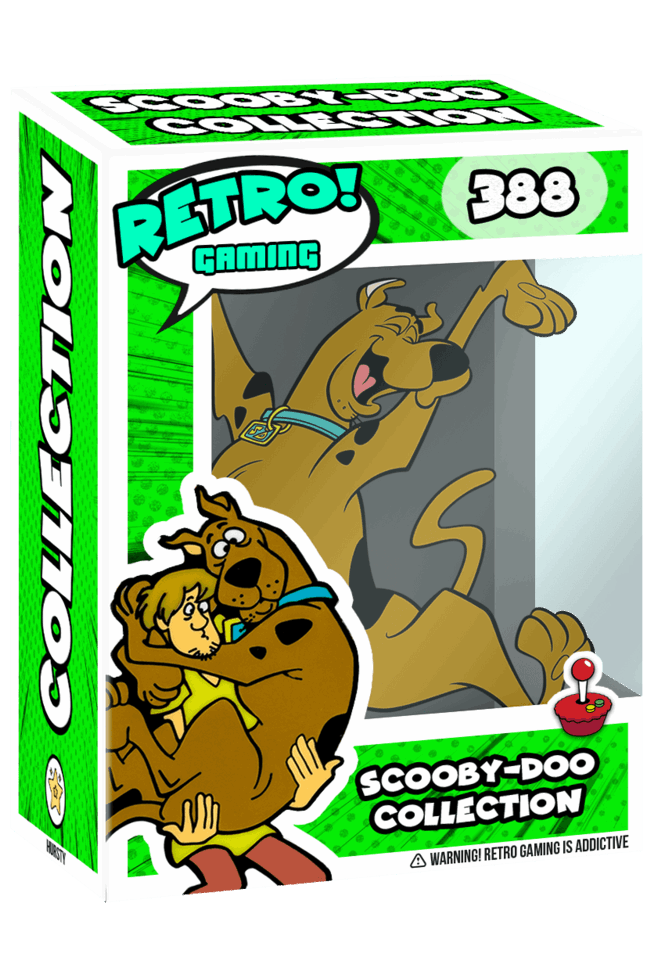 SCOOBY-DOO
COLLECTION
COLLECTION
HURSTY
RETRO!
GAMING
388
SCOOBY-DOO
COLLECTION
WARNING! RETRO GAMING IS ADDICTIVE